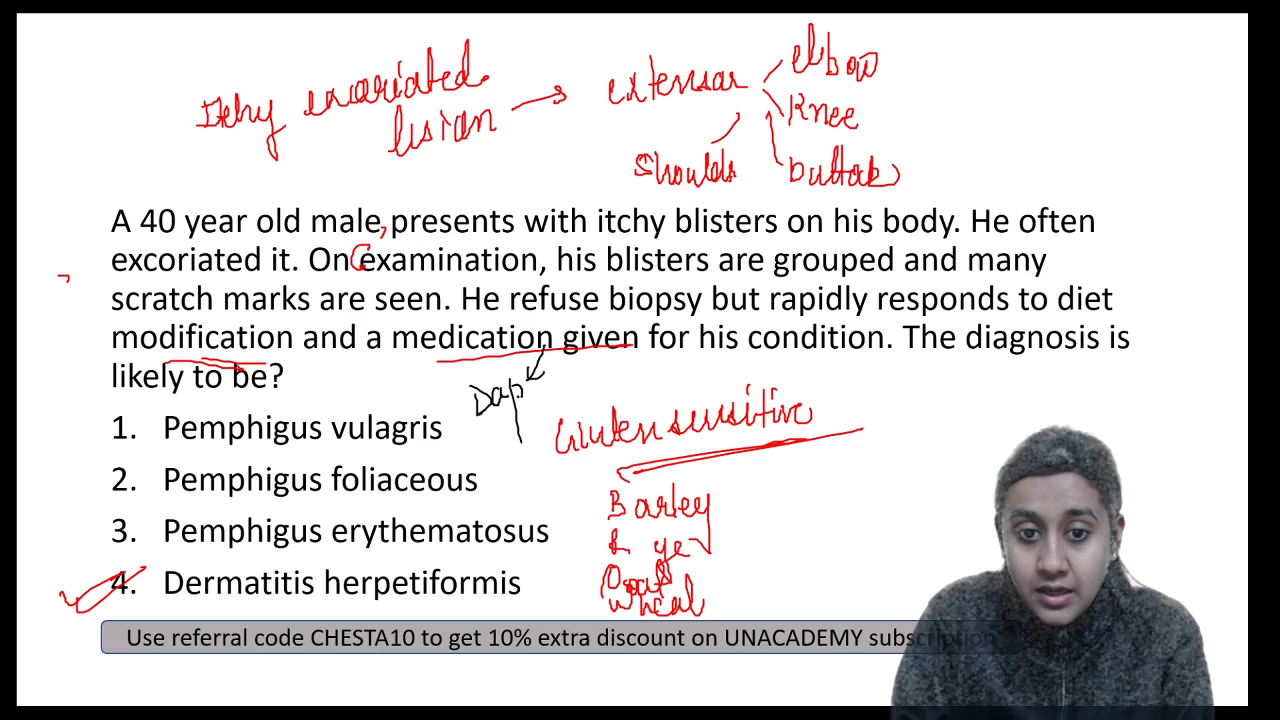 Itchy excoriated lision → extensar elbow
Knee
Shoulds buttock
A 40 year old male, presents with itchy blisters on his body. He often
excoriated it. On examination, his blisters are grouped and many
scratch marks are seen. He refuse biopsy but rapidly responds to diet
modification and a medication given for his condition. The diagnosis is
likely to be?
Dap
Gluten sensitive
1. Pemphigus vulagris
2. Pemphigus foliaceous
3. Pemphigus erythematosus
4. Dermatitis herpetiformis
Barley
Rye
Oats
wheat
Use referral code CHESTA10 to get 10% extra discount on UNACADEMY subscription